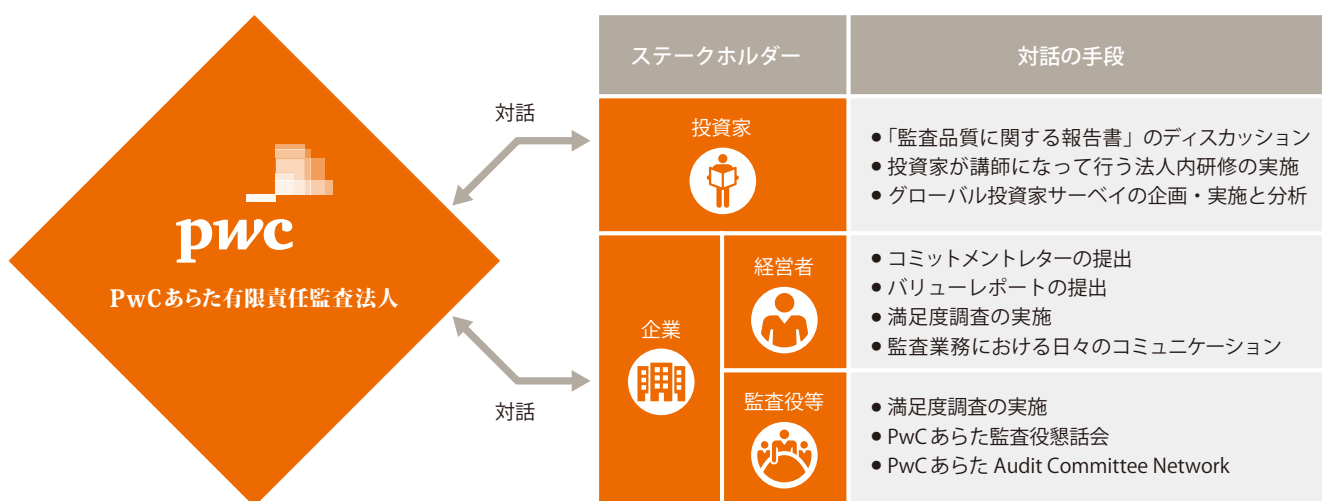 pwc
PwCあらた有限責任監査法人
対話
対話
ステークホルダー
対話の手段
投資家
●「監査品質に関する報告書」のディスカッション
● 投資家が講師になって行う法人内研修の実施
● グローバル投資家サーベイの企画・実施と分析
企業
経営者
● コミットメントレターの提出
● バリューレポートの提出
● 満足度調査の実施
● 監査業務における日々のコミュニケーション
監査役等
● 満足度調査の実施
● PwCあらた監査役懇話会
● PwCあらた Audit Committee Network